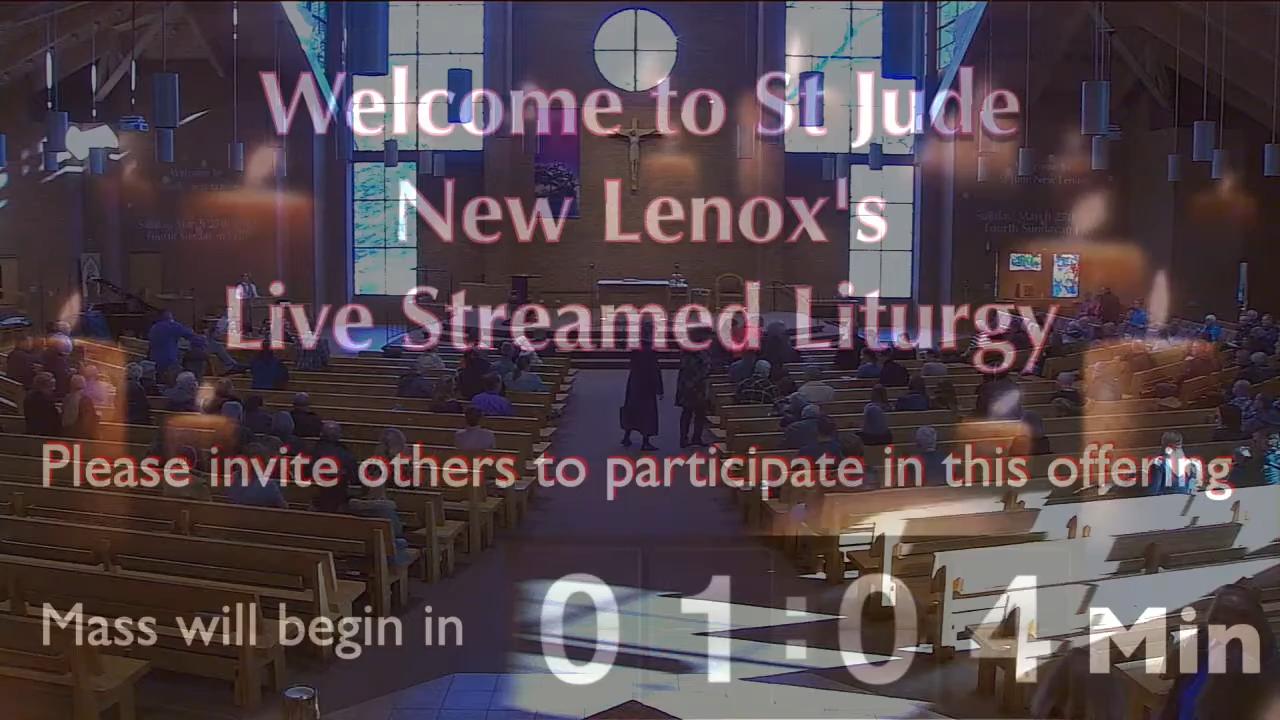 Welcome to St Jude
New Lenox's
Live Streamed Liturgy
Please invite others to participate in this offering
Mass will begin in 01:04 Min